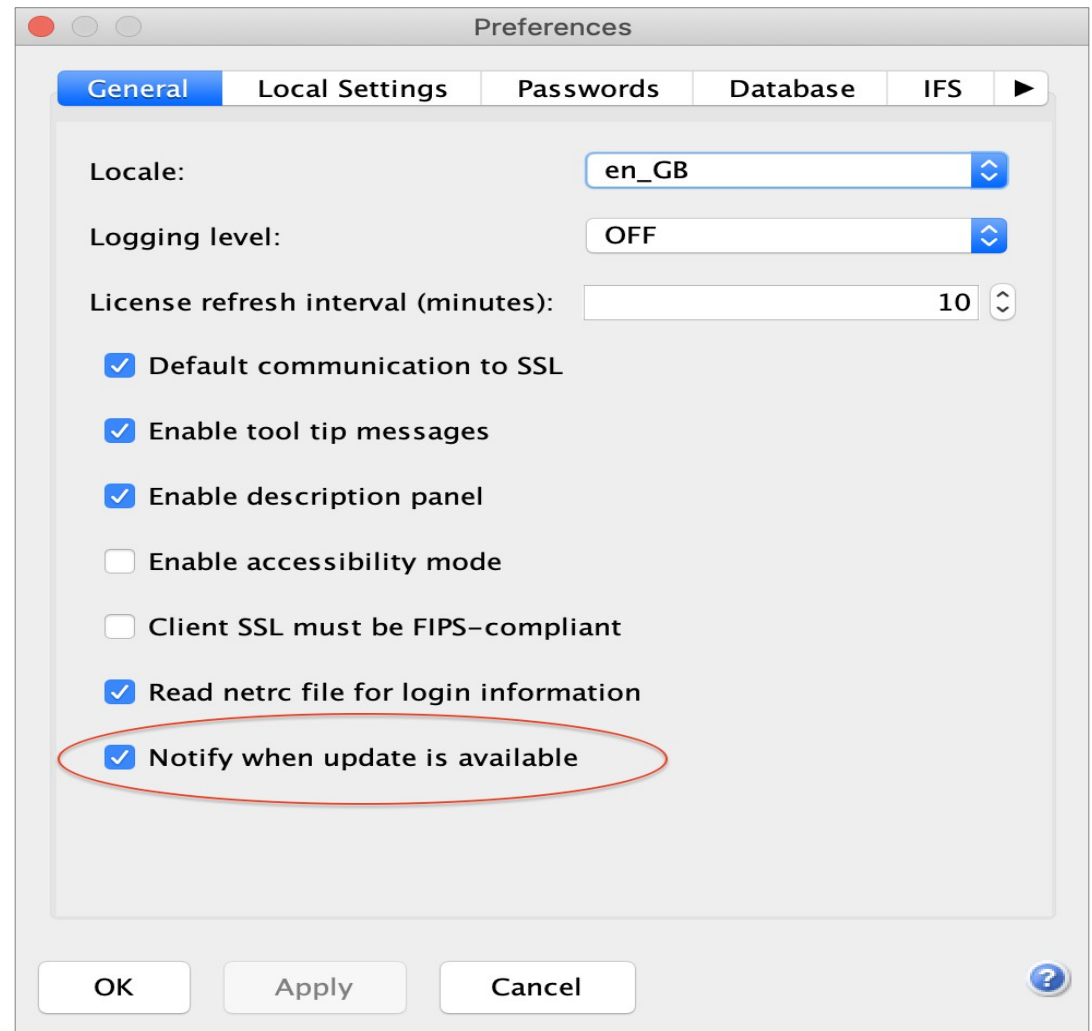 Preferences
General Local Settings Passwords Database IFS ▶
Locale: en_GB
Logging level: OFF
License refresh interval (minutes): 10
Default communication to SSL
Enable tool tip messages
Enable description panel
Enable accessibility mode
Client SSL must be FIPS-compliant
Read netrc file for login information
Notify when update is available
OK Apply Cancel ?